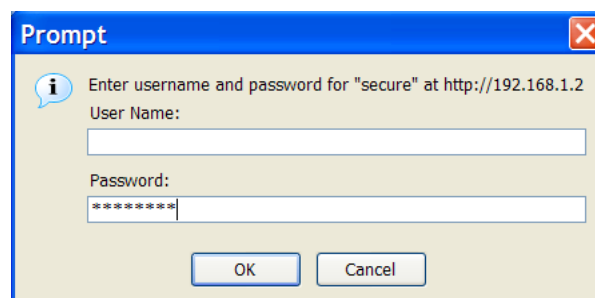 Prompt
Enter username and password for "secure" at http://192.168.1.2
User Name:
Password:
********
OK
Cancel